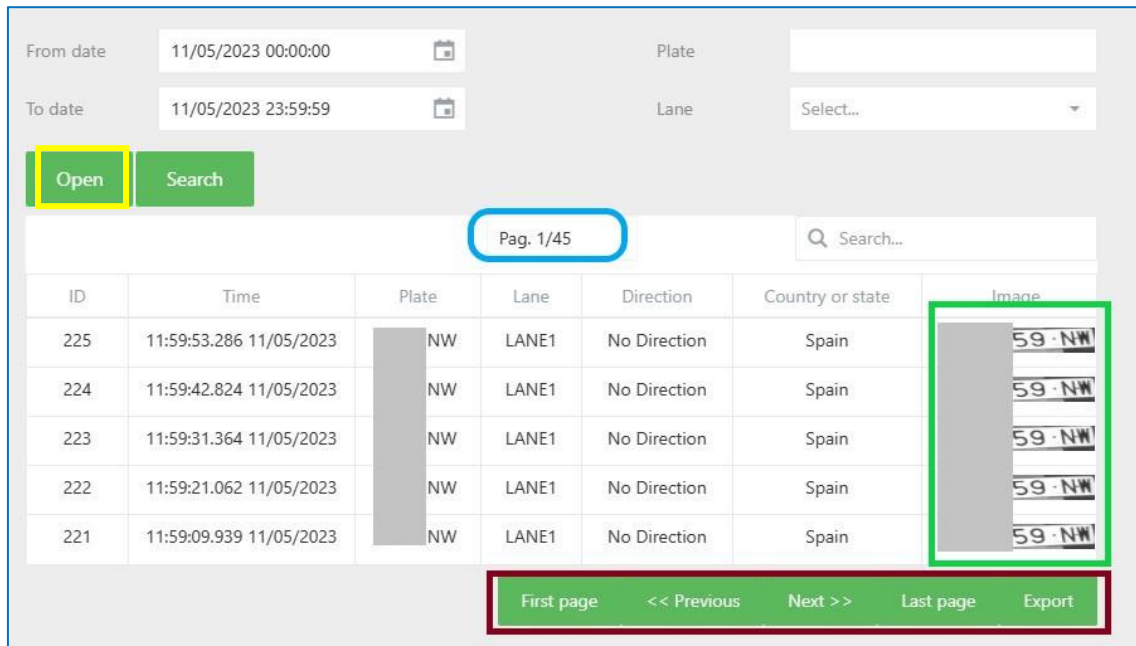 From date 11/05/2023 00:00:00 Plate
To date 11/05/2023 23:59:59 Lane Select...
Open Search
Pag. 1/45 Search...
ID Time Plate Lane Direction Country or state Image
225 11:59:53.286 11/05/2023 NW LANE1 No Direction Spain 59·NW
224 11:59:42.824 11/05/2023 NW LANE1 No Direction Spain 59·NW
223 11:59:31.364 11/05/2023 NW LANE1 No Direction Spain 59·NW
222 11:59:21.062 11/05/2023 NW LANE1 No Direction Spain 59·NW
221 11:59:09.939 11/05/2023 NW LANE1 No Direction Spain 59·NW
First page << Previous Next >> Last page Export